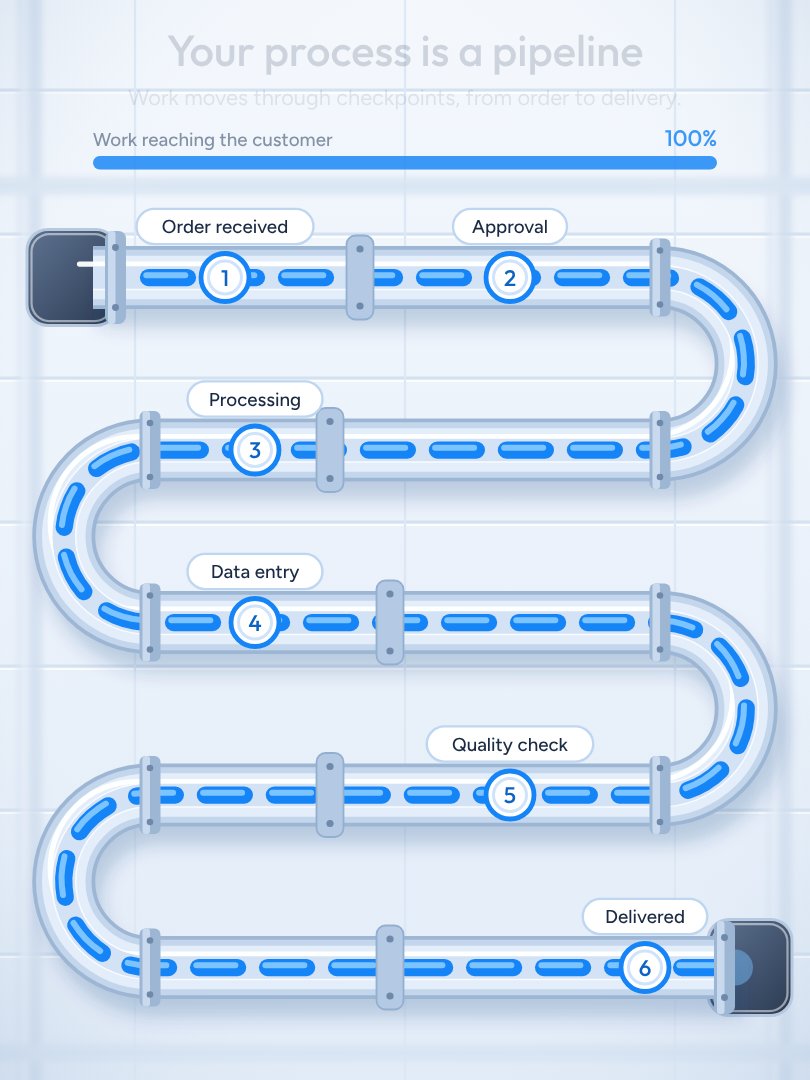 Your process is a pipeline
Work moves through checkpoints, from order to delivery.
Work reaching the customer
100%
Order received
Approval
1
2
Processing
3
Data entry
4
Quality check
5
Delivered
6